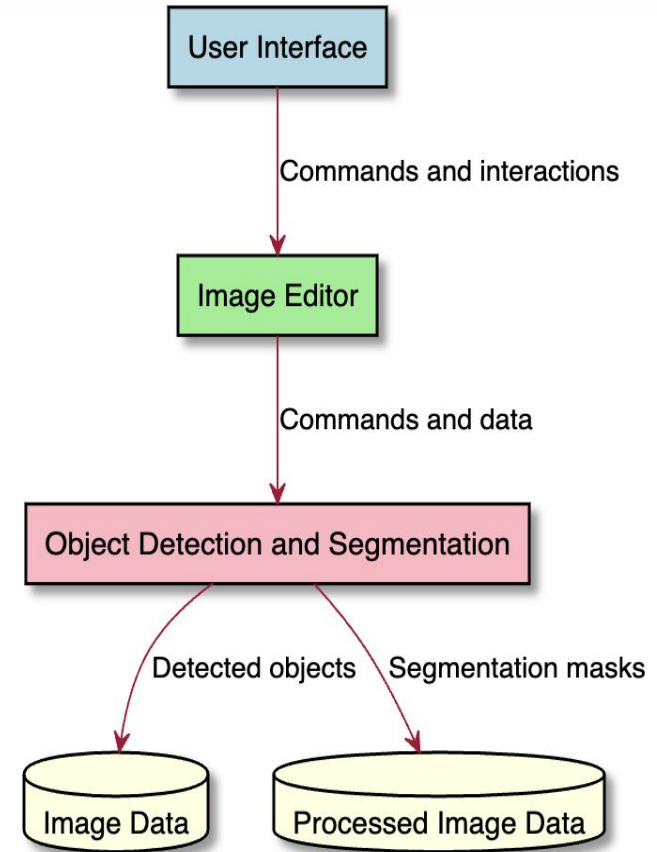 User Interface
Commands and interactions
Image Editor
Commands and data
Object Detection and Segmentation
Detected objects
Segmentation masks
Image Data
Processed Image Data